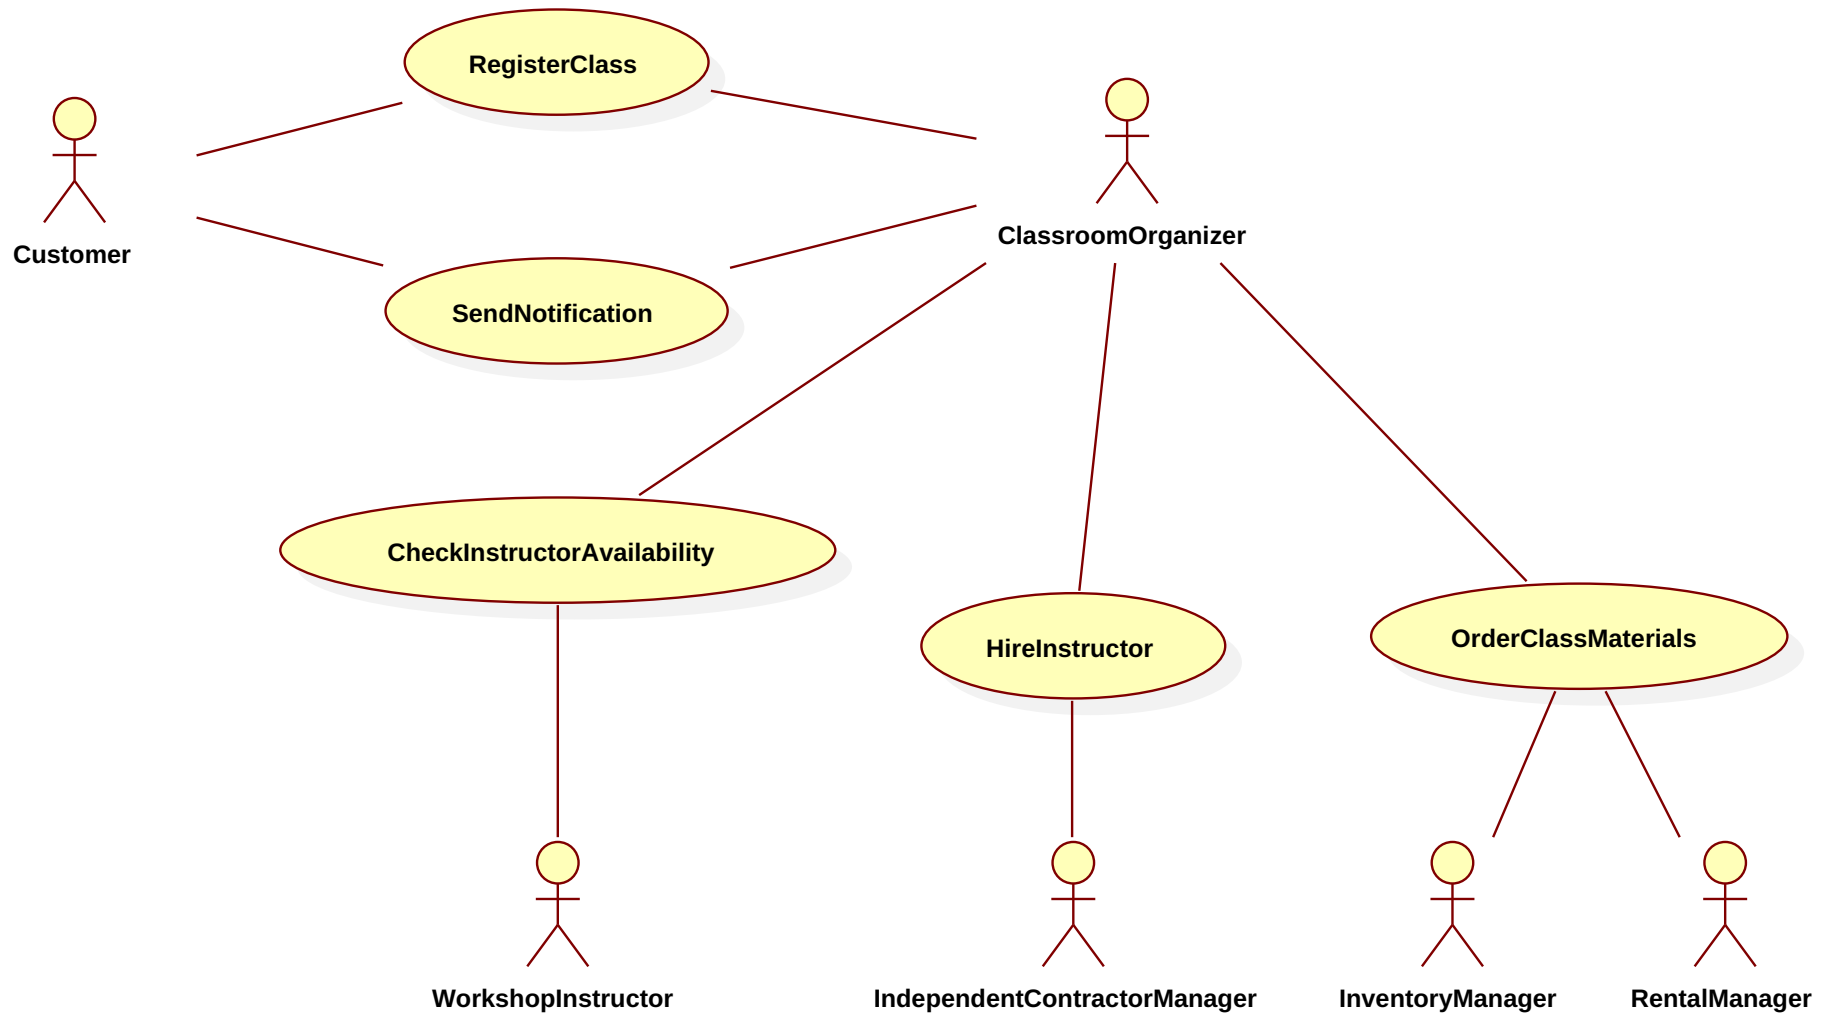 RegisterClass
Customer
ClassroomOrganizer
SendNotification
CheckInstructorAvailability
HireInstructor
OrderClassMaterials
WorkshopInstructor
IndependentContractorManager
InventoryManager
RentalManager